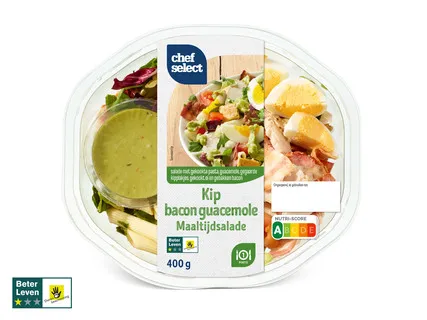 chef
select
salade met gekookte pasta, guacamole, gegaarde
kipstukjes, gekookt ei en gebakken bacon
Kip
bacon guacemole
Maaltijdsalade
Beter
Leven
400 g
NUTRI-SCORE
A B C D E
Beter
Leven